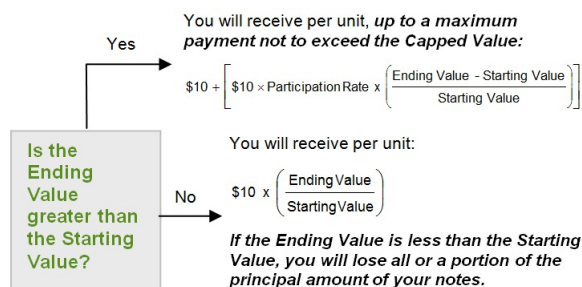 You will receive per unit, up to a maximum
payment not to exceed the Capped Value:
Yes
$10 + [ $10 × Participation Rate x ( Ending Value - Starting Value / Starting Value ) ]
Is the
Ending
Value
greater than
the Starting
Value?
You will receive per unit:
No
$10 x ( Ending Value / Starting Value )
If the Ending Value is less than the Starting
Value, you will lose all or a portion of the
principal amount of your notes.